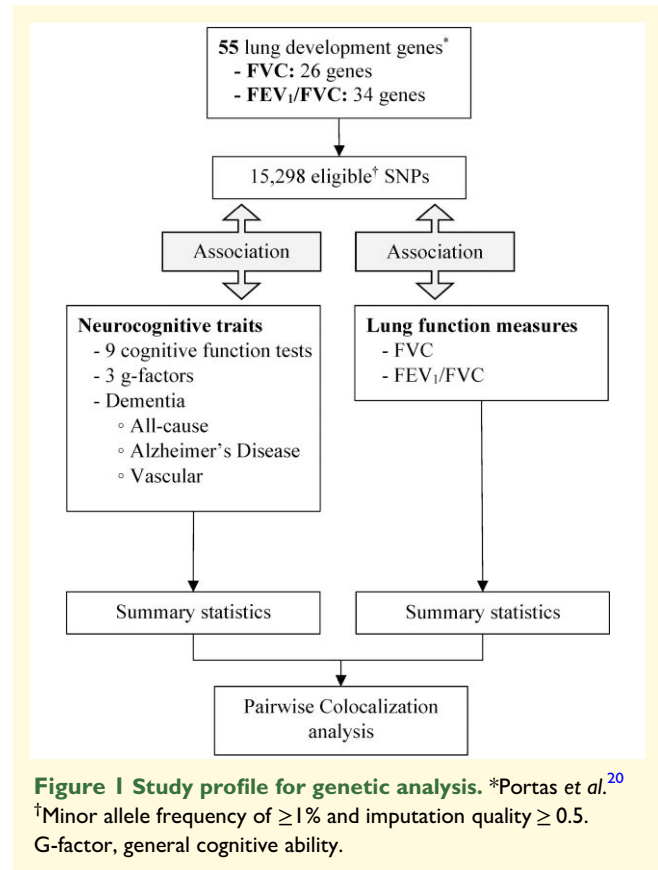 55 lung development genes*
- FVC: 26 genes
- FEV₁/FVC: 34 genes
15,298 eligible† SNPs
Association
Association
Neurocognitive traits
- 9 cognitive function tests
- 3 g-factors
- Dementia
◦ All-cause
◦ Alzheimer's Disease
◦ Vascular
Lung function measures
- FVC
- FEV₁/FVC
Summary statistics
Summary statistics
Pairwise Colocalization
analysis
Figure 1 Study profile for genetic analysis. *Portas et al.²⁰
†Minor allele frequency of ≥1% and imputation quality ≥ 0.5.
G-factor, general cognitive ability.